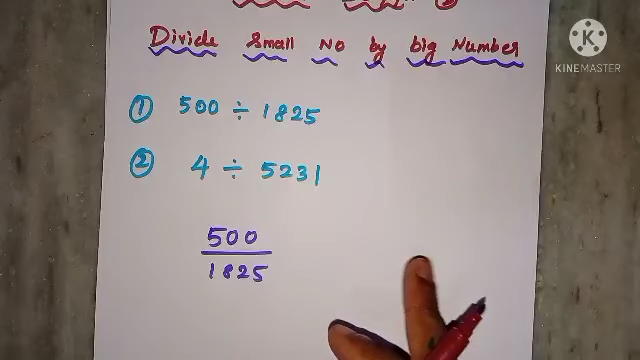 Divide Small No by big Number
KINEMASTER
① 500 ÷ 1825
② 4 ÷ 5231
500
1825